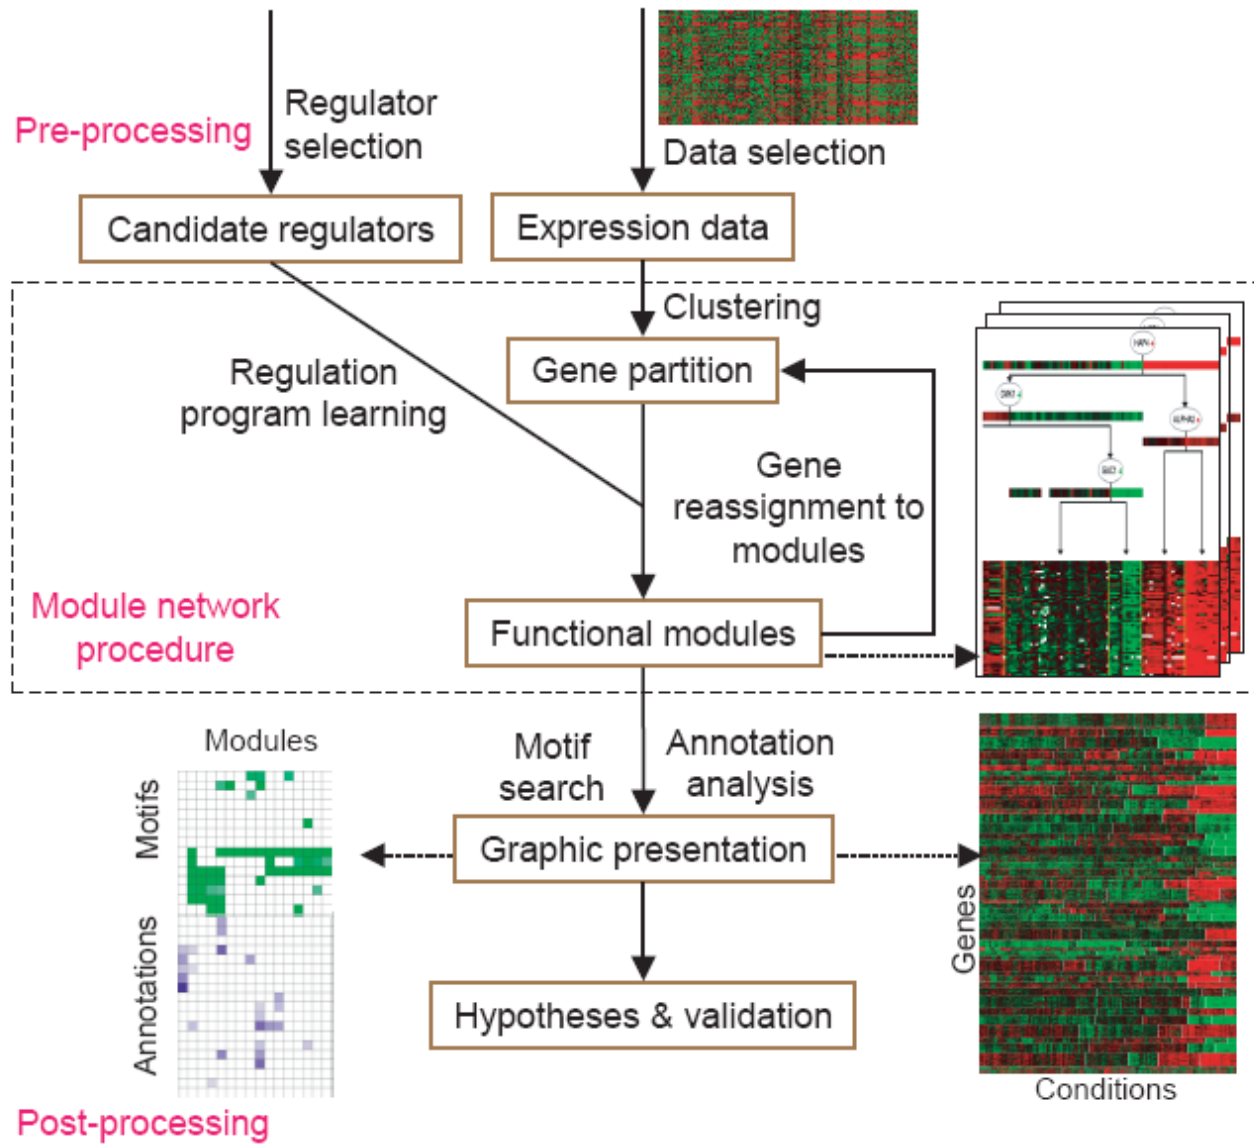 Regulator
selection
Pre-processing
Data selection
Candidate regulators
Expression data
Clustering
Gene partition
Regulation
program learning
Gene
reassignment to
modules
Module network
procedure
Functional modules
Modules
Motif
search
Annotation
analysis
Motifs
Graphic presentation
Annotations
Genes
Hypotheses & validation
Conditions
Post-processing